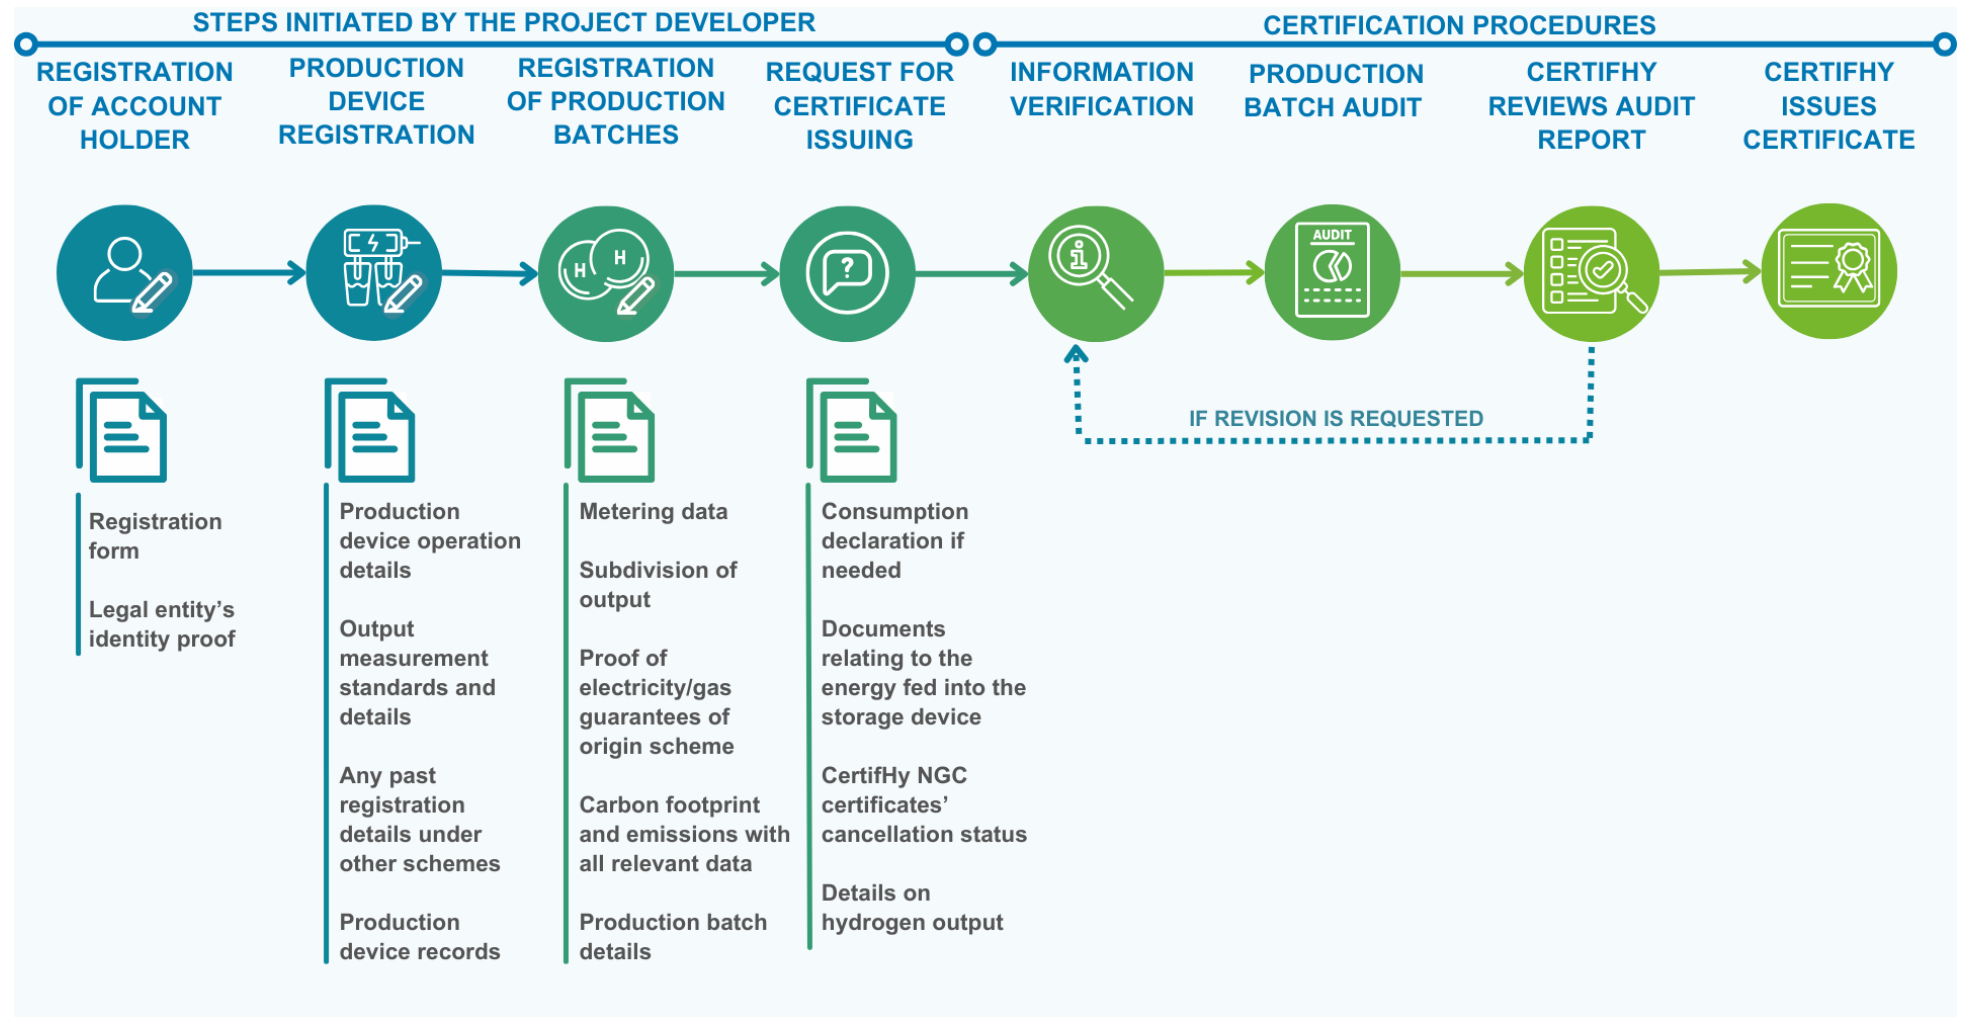 STEPS INITIATED BY THE PROJECT DEVELOPER
CERTIFICATION PROCEDURES
REGISTRATION
OF ACCOUNT
HOLDER
PRODUCTION
DEVICE
REGISTRATION
REGISTRATION
OF PRODUCTION
BATCHES
REQUEST FOR
CERTIFICATE
ISSUING
INFORMATION
VERIFICATION
PRODUCTION
BATCH AUDIT
CERTIFHY
REVIEWS AUDIT
REPORT
CERTIFHY
ISSUES
CERTIFICATE
H
H
?
i
AUDIT
IF REVISION IS REQUESTED
Registration
form
Legal entity’s
identity proof
Production
device operation
details
Output
measurement
standards and
details
Any past
registration
details under
other schemes
Production
device records
Metering data
Subdivision of
output
Proof of
electricity/gas
guarantees of
origin scheme
Carbon footprint
and emissions with
all relevant data
Production batch
details
Consumption
declaration if
needed
Documents
relating to the
energy fed into the
storage device
CertifHy NGC
certificates’
cancellation status
Details on
hydrogen output